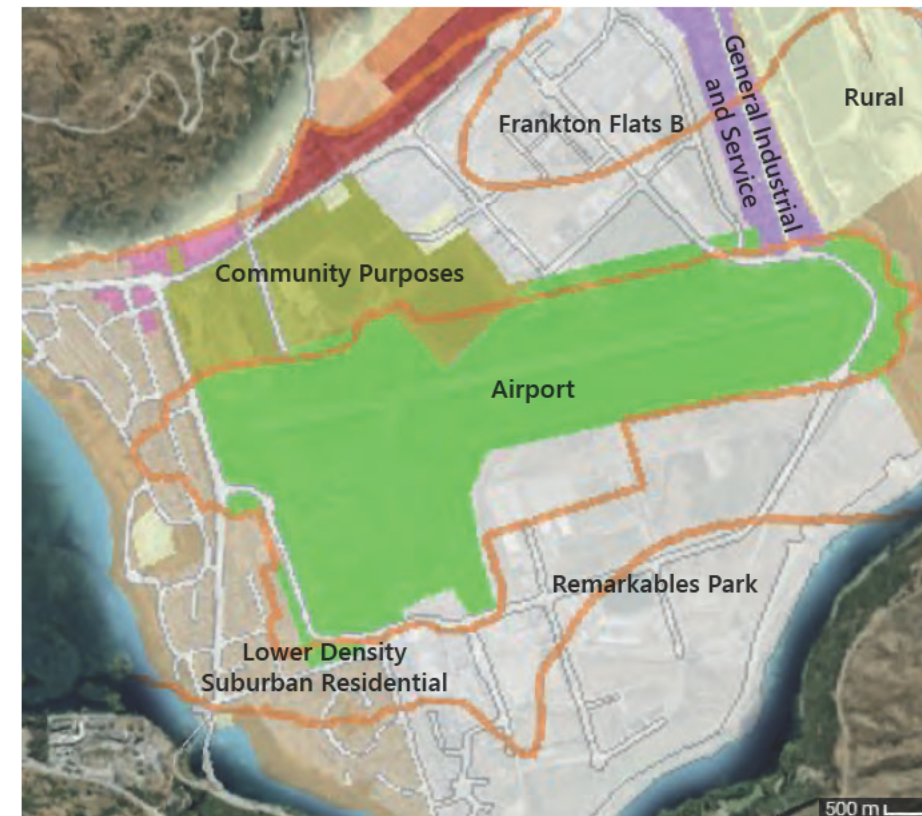 General Industrial
and Service
Rural
Frankton Flats B
Community Purposes
Airport
Remarkables Park
Lower Density
Suburban Residential
500 m